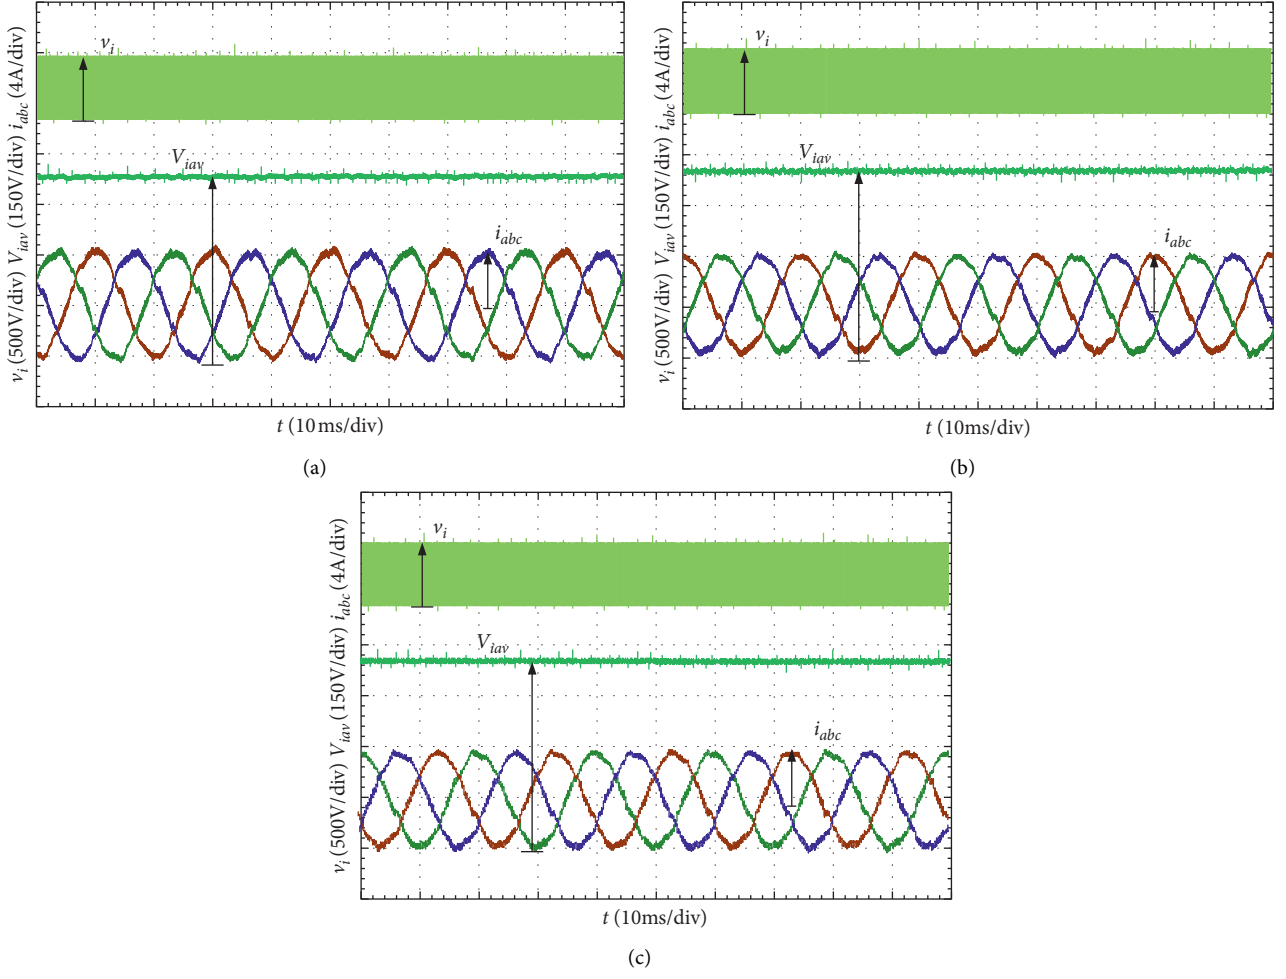 v_i (500V/div) V_iav (150V/div) i_abc (4A/div)
v_i
V_iav
i_abc
t (10 ms/div)
(a)
v_i (500V/div) V_iav (150V/div) i_abc (4A/div)
v_i
V_iav
i_abc
t (10ms/div)
(b)
v_i (500V/div) V_iav (150V/div) i_abc (4A/div)
v_i
V_iav
i_abc
t (10ms/div)
(c)